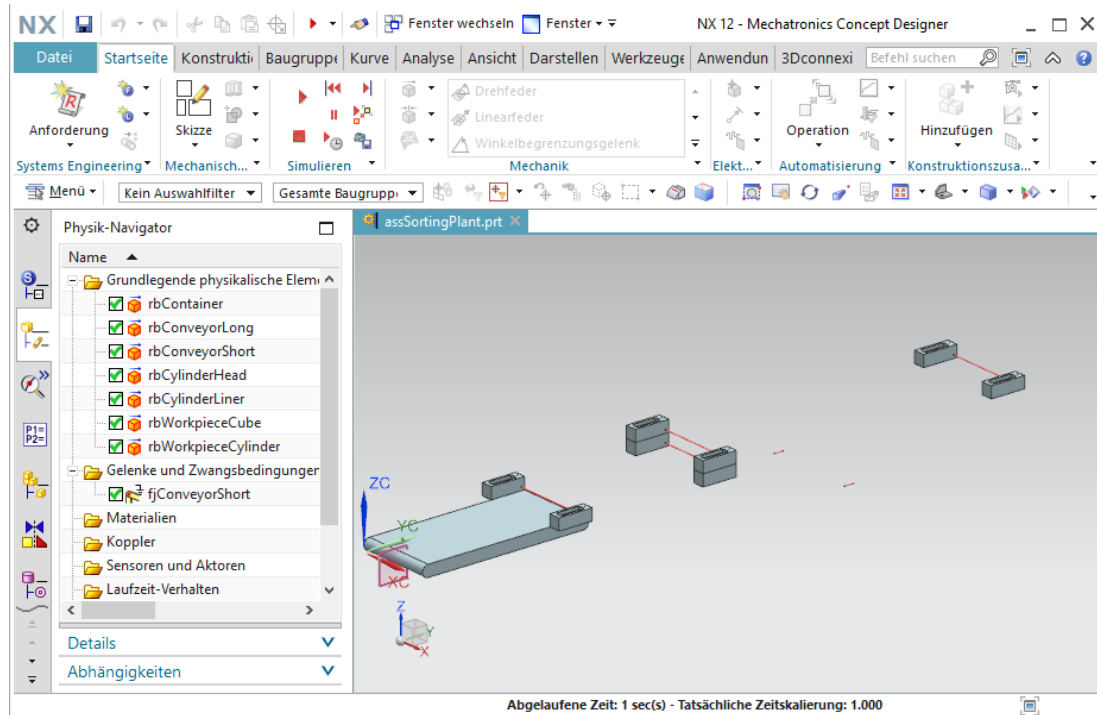 NX Fenster wechseln Fenster NX 12 - Mechatronics Concept Designer
Datei Startseite Konstrukti Baugruppe Kurve Analyse Ansicht Darstellen Werkzeuge Anwendun 3Dconnexi Befehl suchen
Drehfeder
Linearfeder
Anforderung Skizze Operation Hinzufügen
Winkelbegrenzungsgelenk
Systems Engineering Mechanisch... Simulieren Mechanik Elekt... Automatisierung Konstruktionszusa...
Menü Kein Auswahlfilter Gesamte Baugrupp
Physik-Navigator assSortingPlant.prt
Name
Grundlegende physikalische Elem
rbContainer
rbConveyorLong
rbConveyorShort
rbCylinderHead
rbCylinderLiner
rbWorkpieceCube
rbWorkpieceCylinder
Gelenke und Zwangsbedingungen
fjConveyorShort
Materialien
Koppler
Sensoren und Aktoren
Laufzeit-Verhalten
Details
Abhängigkeiten
P1=
P2=
ZC
YC
XC
Z
Y
X
Abgelaufene Zeit: 1 sec(s) - Tatsächliche Zeitskalierung: 1.000